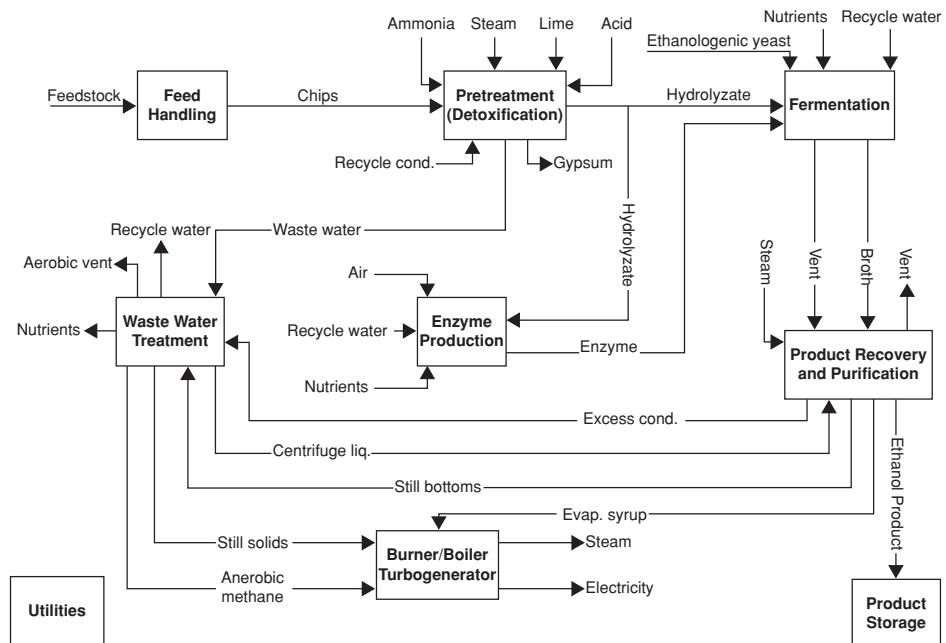 Ammonia
Steam
Lime
Acid
Nutrients
Recycle water
Ethanologenic yeast
Feedstock
Feed
Handling
Chips
Pretreatment
(Detoxification)
Hydrolyzate
Fermentation
Recycle cond.
Gypsum
Hydrolyzate
Recycle water
Waste water
Aerobic vent
Air
Steam
Vent
Broth
Vent
Nutrients
Waste Water
Treatment
Recycle water
Enzyme
Production
Enzyme
Product Recovery
and Purification
Nutrients
Excess cond.
Centrifuge liq.
Still bottoms
Ethanol Product
Evap. syrup
Still solids
Burner/Boiler
Turbogenerator
Steam
Anerobic
methane
Electricity
Utilities
Product
Storage